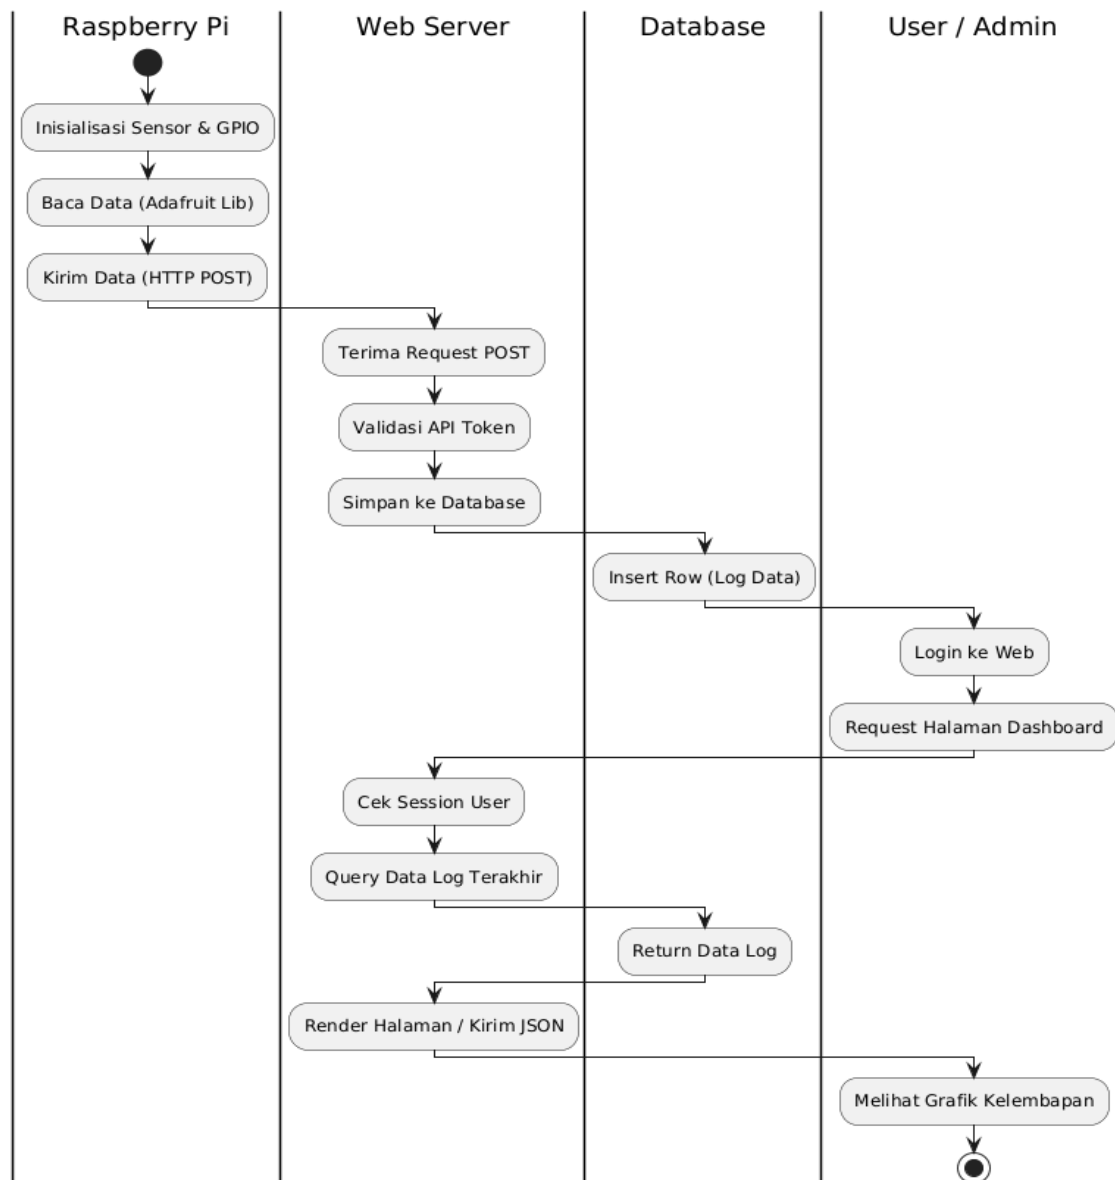 Raspberry Pi
Web Server
Database
User / Admin
Inisialisasi Sensor & GPIO
Baca Data (Adafruit Lib)
Kirim Data (HTTP POST)
Terima Request POST
Validasi API Token
Simpan ke Database
Insert Row (Log Data)
Login ke Web
Request Halaman Dashboard
Cek Session User
Query Data Log Terakhir
Return Data Log
Render Halaman / Kirim JSON
Melihat Grafik Kelembapan